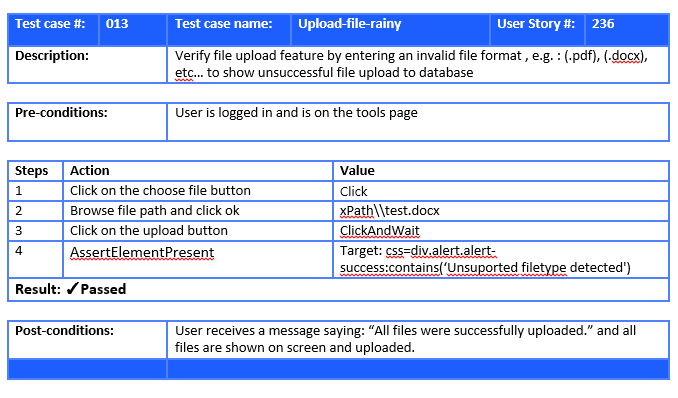 Test case #: 013 Test case name: Upload-file-rainy User Story #: 236
Description: Verify file upload feature by entering an invalid file format , e.g. : (.pdf), (.docx),
etc... to show unsuccessful file upload to database
Pre-conditions: User is logged in and is on the tools page
Steps Action Value
1 Click on the choose file button Click
2 Browse file path and click ok xPath\\test.docx
3 Click on the upload button ClickAndWait
4 AssertElementPresent Target: css=div.alert.alert-
success:contains(‘Unsuported filetype detected')
Result: ✓Passed
Post-conditions: User receives a message saying: “All files were successfully uploaded.” and all
files are shown on screen and uploaded.